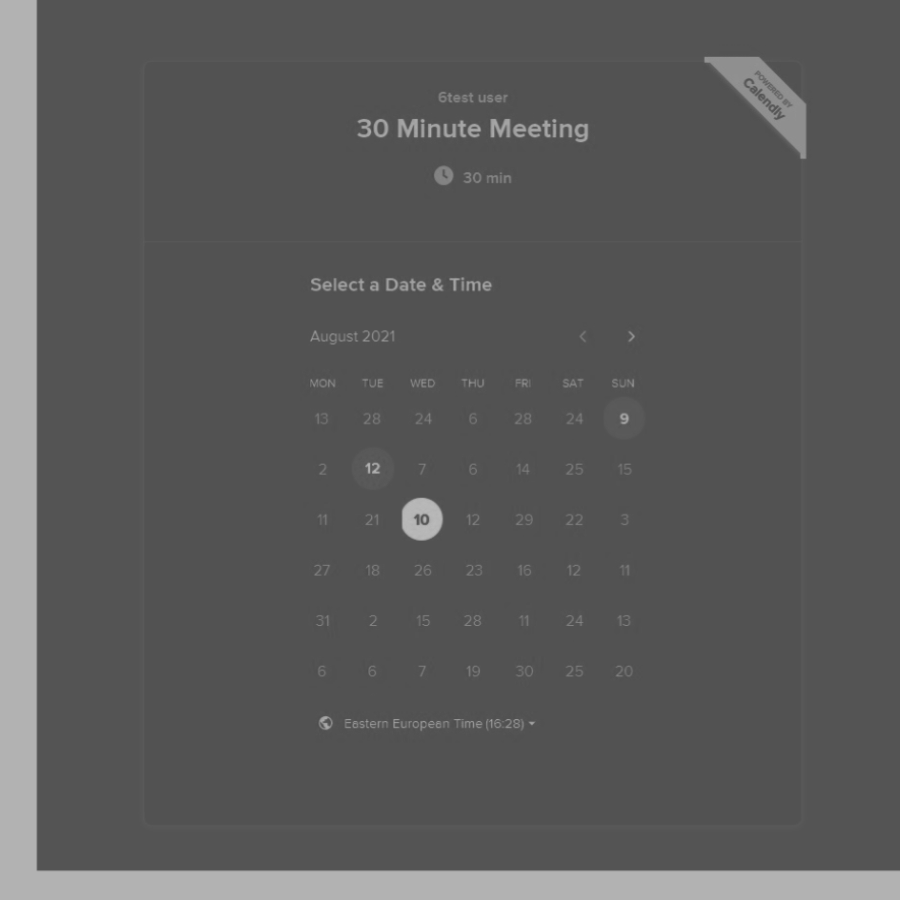 POWERED BY
Calendly
6test user
30 Minute Meeting
30 min
Select a Date & Time
August 2021
MON TUE WED THU FRI SAT SUN
13 28 24 6 28 24 9
2 12 7 6 14 25 15
11 21 10 12 29 22 3
27 18 26 23 16 12 11
31 2 15 28 11 24 13
6 6 7 19 30 25 20
Eastern European Time (16:28)